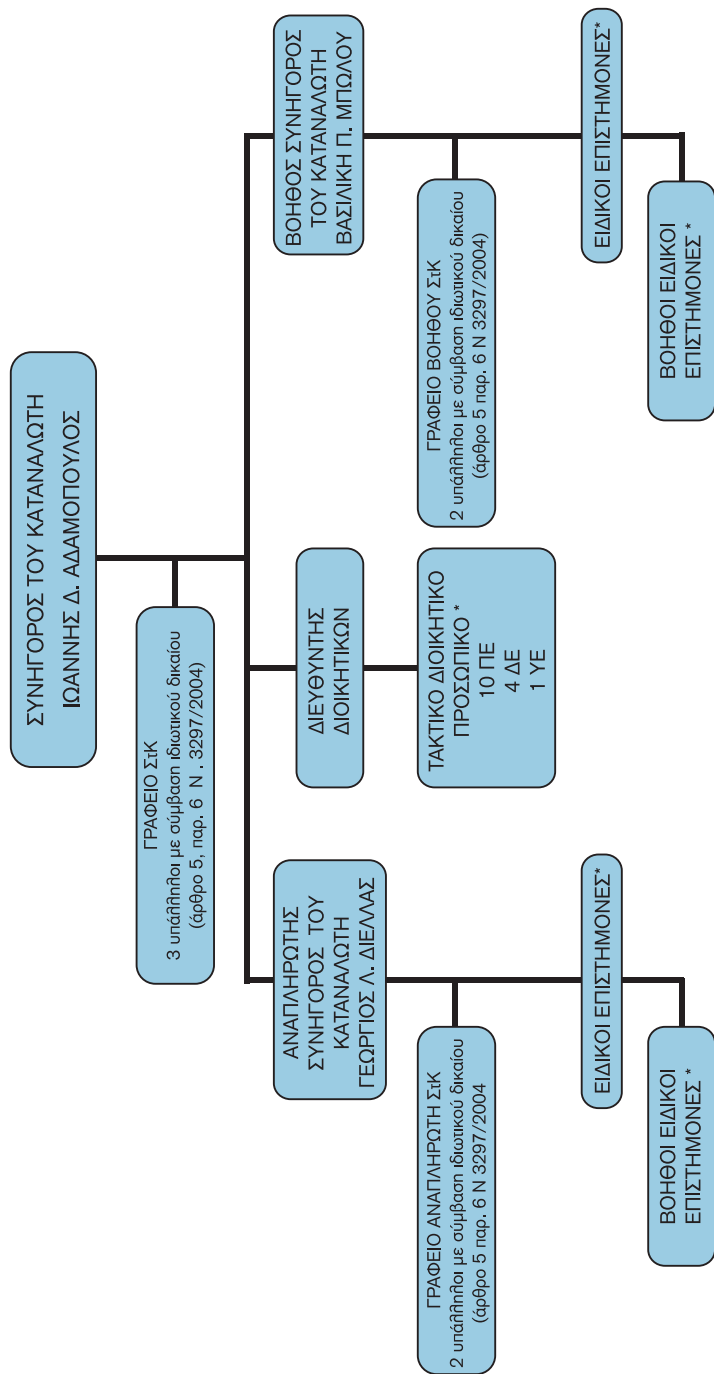 ΣΥΝΗΓΟΡΟΣ ΤΟΥ ΚΑΤΑΝΑΛΩΤΗ
ΙΩΑΝΝΗΣ Δ. ΑΔΑΜΟΠΟΥΛΟΣ
ΓΡΑΦΕΙΟ ΣτΚ
3 υπάλληλοι με σύμβαση ιδιωτικού δικαίου
(άρθρο 5, παρ. 6 Ν . 3297/2004)
ΑΝΑΠΛΗΡΩΤΗΣ
ΣΥΝΗΓΟΡΟΣ ΤΟΥ
ΚΑΤΑΝΑΛΩΤΗ
ΓΕΩΡΓΙΟΣ Λ. ΔΙΕΛΛΑΣ
ΔΙΕΥΘΥΝΤΗΣ
ΔΙΟΙΚΗΤΙΚΩΝ
ΒΟΗΘΟΣ ΣΥΝΗΓΟΡΟΣ
ΤΟΥ ΚΑΤΑΝΑΛΩΤΗ
ΒΑΣΙΛΙΚΗ Π. ΜΠΩΛΟΥ
ΓΡΑΦΕΙΟ ΑΝΑΠΛΗΡΩΤΗ ΣτΚ
2 υπάλληλοι με σύμβαση ιδιωτικού δικαίου
(άρθρο 5 παρ. 6 Ν 3297/2004
ΤΑΚΤΙΚΟ ΔΙΟΙΚΗΤΙΚΟ
ΠΡΟΣΩΠΙΚΟ *
10 ΠΕ
4 ΔΕ
1 ΥΕ
ΓΡΑΦΕΙΟ ΒΟΗΘΟΥ ΣτΚ
2 υπάλληλοι με σύμβαση ιδιωτικού δικαίου
(άρθρο 5 παρ. 6 Ν 3297/2004)
ΕΙΔΙΚΟΙ ΕΠΙΣΤΗΜΟΝΕΣ*
ΕΙΔΙΚΟΙ ΕΠΙΣΤΗΜΟΝΕΣ*
ΒΟΗΘΟΙ ΕΙΔΙΚΟΙ
ΕΠΙΣΤΗΜΟΝΕΣ *
ΒΟΗΘΟΙ ΕΙΔΙΚΟΙ
ΕΠΙΣΤΗΜΟΝΕΣ *